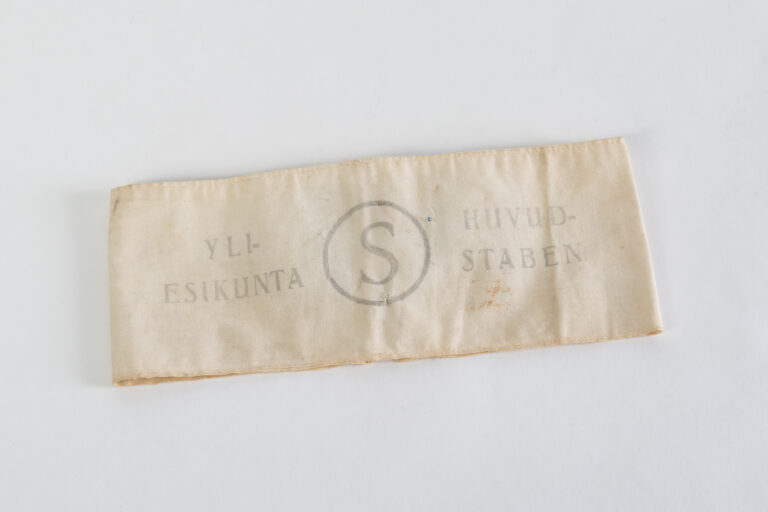 YLI-
ESIKUNTA
S
HUVUD-
STABEN